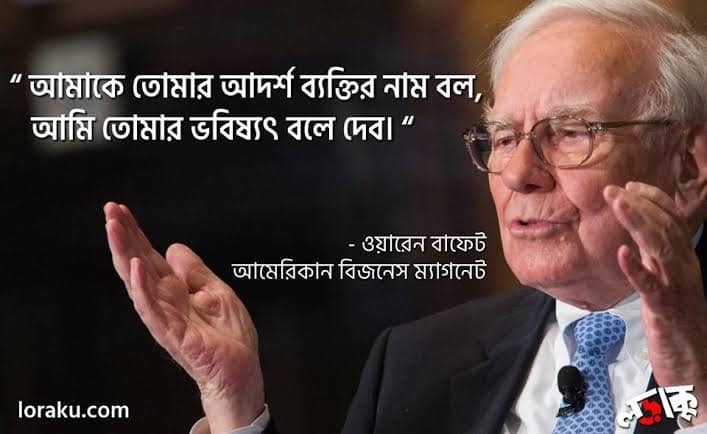 “ আমাকে তোমার আদর্শ ব্যক্তির নাম বল,
আমি তোমার ভবিষ্যৎ বলে দেব। “
- ওয়ারেন বাফেট
আমেরিকান বিজনেস ম্যাগনেট
loraku.com
লড়াকু